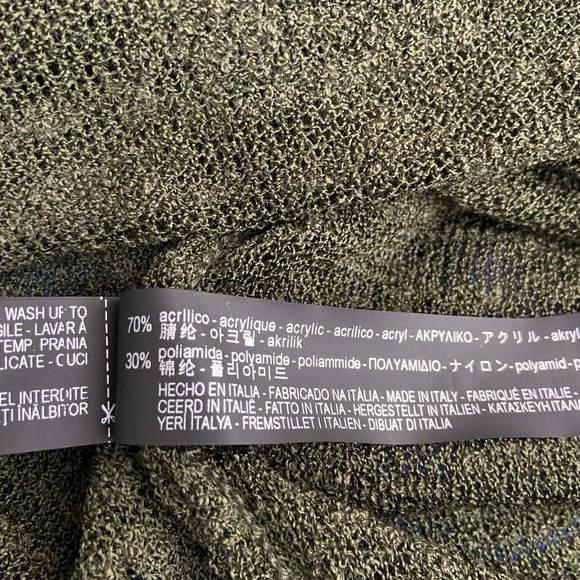 WASH UP TO
GILE - LAVAR A
TEMP. PRANIA
LICATE - CUCI
EL INTERDITE
ȚI ÎNĂLBITOR
70% acrílico - acrylique - acrylic - acrilico - acryl - ΑΚΡΥΛΙΚΟ - アクリル - akryl
腈纶 - 아크릴 - akrilik
30% poliamida - polyamide - poliammide - ΠΟΛΥΑΜΙΔΙΟ - ナイロン - polyamid - p
锦纶 - 폴리아미드
HECHO EN ITALIA - FABRICADO NA ITÀLIA - MADE IN ITALY - FABRIQUÉ EN ITALIE -
CEERD IN ITALIË - FATTO IN ITALIA - HERGESTELLT IN ITALIEN - ΚΑΤΑΣΚΕΥΗ ΙΤΑΛΙ
YERİ İTALYA - FREMSTILLET I ITALIEN - DIBUAT DI ITALIA